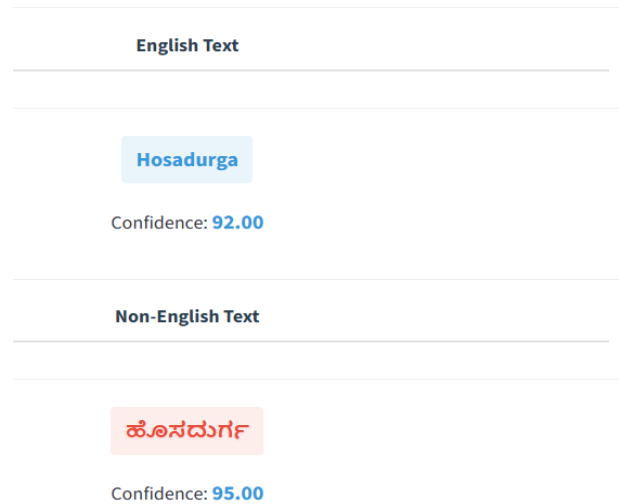 English Text
Hosadurga
Confidence: 92.00
Non-English Text
ಹೊಸದುರ್ಗ
Confidence: 95.00